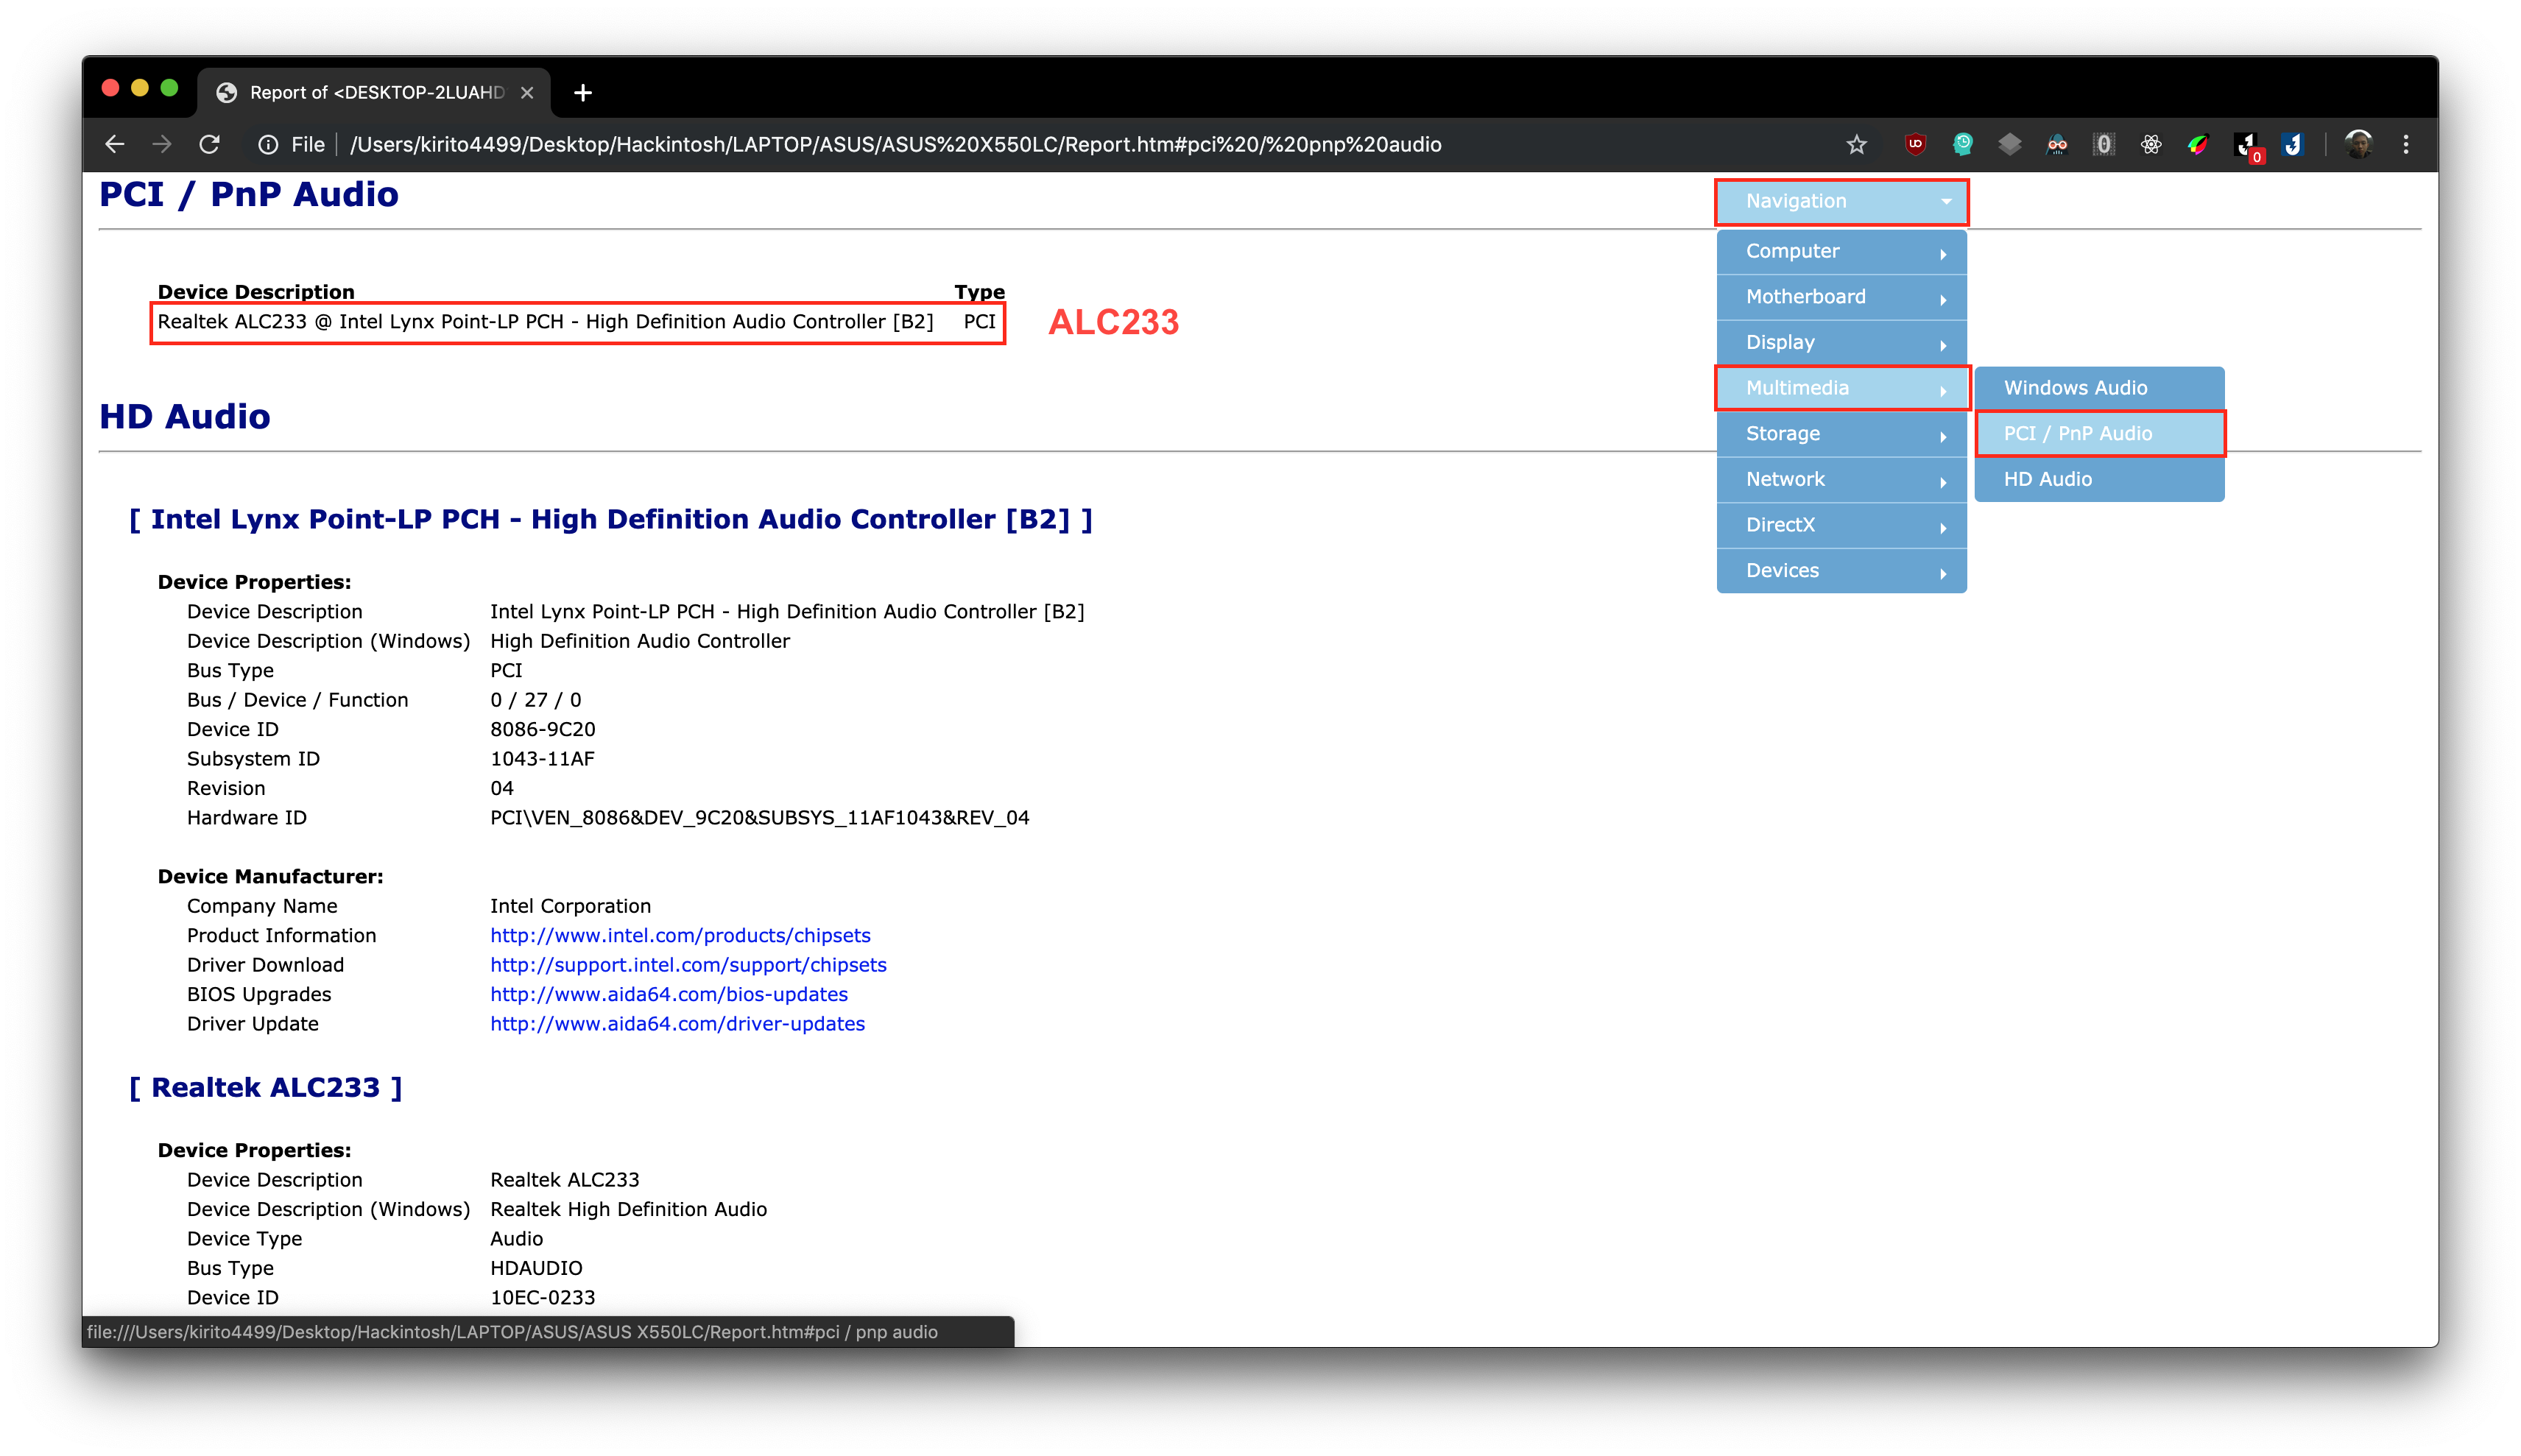 Report of <DESKTOP-2LUAHD
File /Users/kirito4499/Desktop/Hackintosh/LAPTOP/ASUS/ASUS%20X550LC/Report.htm#pci%20/%20pnp%20audio
0
PCI / PnP Audio
Navigation
Computer
Motherboard
Display
Multimedia
Storage
Network
DirectX
Devices
Windows Audio
PCI / PnP Audio
HD Audio
Device Description Type
Realtek ALC233 @ Intel Lynx Point-LP PCH - High Definition Audio Controller [B2] PCI
ALC233
HD Audio
[ Intel Lynx Point-LP PCH - High Definition Audio Controller [B2] ]
Device Properties:
Device Description Intel Lynx Point-LP PCH - High Definition Audio Controller [B2]
Device Description (Windows) High Definition Audio Controller
Bus Type PCI
Bus / Device / Function 0 / 27 / 0
Device ID 8086-9C20
Subsystem ID 1043-11AF
Revision 04
Hardware ID PCI\VEN_8086&DEV_9C20&SUBSYS_11AF1043&REV_04
Device Manufacturer:
Company Name Intel Corporation
Product Information http://www.intel.com/products/chipsets
Driver Download http://support.intel.com/support/chipsets
BIOS Upgrades http://www.aida64.com/bios-updates
Driver Update http://www.aida64.com/driver-updates
[ Realtek ALC233 ]
Device Properties:
Device Description Realtek ALC233
Device Description (Windows) Realtek High Definition Audio
Device Type Audio
Bus Type HDAUDIO
Device ID 10EC-0233
file:///Users/kirito4499/Desktop/Hackintosh/LAPTOP/ASUS/ASUS X550LC/Report.htm#pci / pnp audio